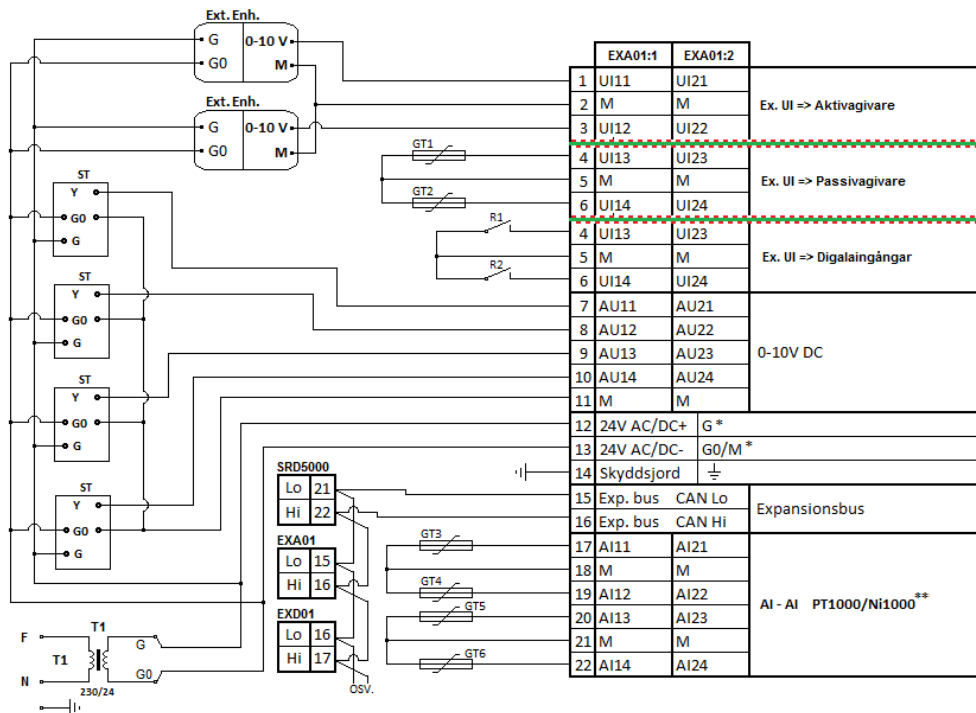 Ext. Enh.
G 0-10 V
G0 M
Ext. Enh.
G 0-10 V
G0 M
ST
Y
G0
G
ST
Y
G0
G
ST
Y
G0
G
ST
Y
G0
G
F T1 G
T1
N G0
230/24
GT1
GT2
R1
R2
SRD5000
Lo 21
Hi 22
EXA01
Lo 15
Hi 16
EXD01
Lo 16
Hi 17
OSV.
GT3
GT4
GT5
GT6
EXA01:1 EXA01:2
1 UI11 UI21
2 M M Ex. UI => Aktivagivare
3 UI12 UI22
4 UI13 UI23
5 M M Ex. UI => Passivagivare
6 UI14 UI24
4 UI13 UI23
5 M M Ex. UI => Digalaingångar
6 UI14 UI24
7 AU11 AU21
8 AU12 AU22
9 AU13 AU23 0-10V DC
10 AU14 AU24
11 M M
12 24V AC/DC+ G *
13 24V AC/DC- G0/M *
14 Skyddsjord
15 Exp. bus CAN Lo Expansionsbus
16 Exp. bus CAN Hi
17 AI11 AI21
18 M M
19 AI12 AI22 AI - AI PT1000/Ni1000**
20 AI13 AI23
21 M M
22 AI14 AI24